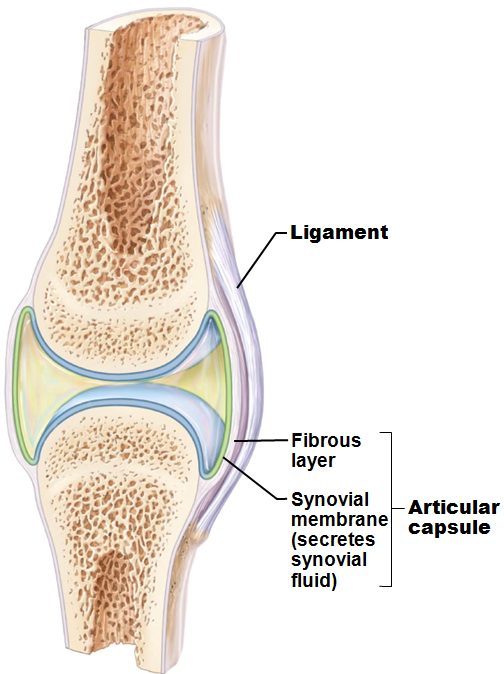 Ligament
Fibrous
layer
Synovial
membrane
(secretes
synovial
fluid)
Articular
capsule